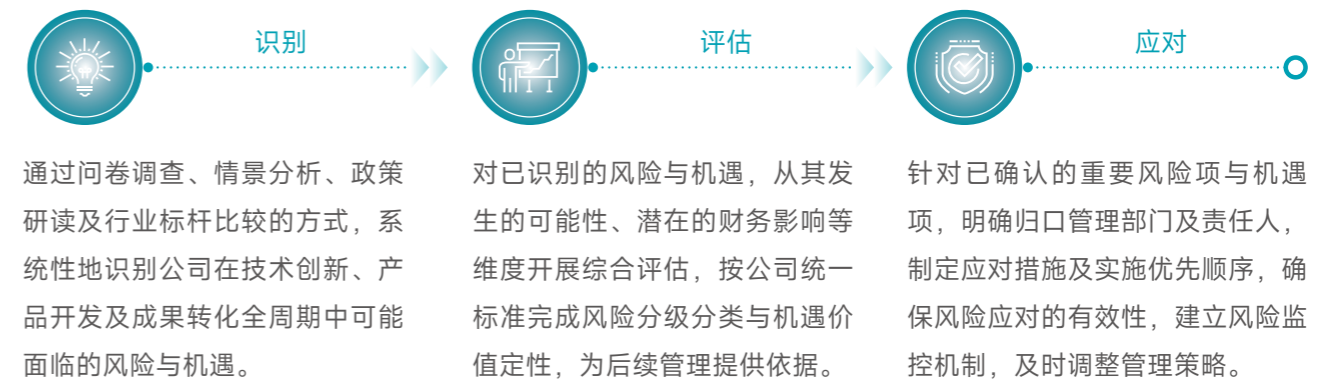 识别
通过问卷调查、情景分析、政策
研读及行业标杆比较的方式，系
统性地识别公司在技术创新、产
品开发及成果转化全周期中可能
面临的风险与机遇。
评估
对已识别的风险与机遇，从其发
生的可能性、潜在的财务影响等
维度开展综合评估，按公司统一
标准完成风险分级分类与机遇价
值定性，为后续管理提供依据。
应对
针对已确认的重要风险项与机遇
项，明确归口管理部门及责任人，
制定应对措施及实施优先顺序，确
保风险应对的有效性，建立风险监
控机制，及时调整管理策略。